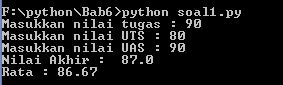 F:\python\Bab6>python soal1.py
Masukkan nilai tugas : 90
Masukkan nilai UTS : 80
Masukkan nilai UAS : 90
Nilai Akhir :  87.0
Rata : 86.67